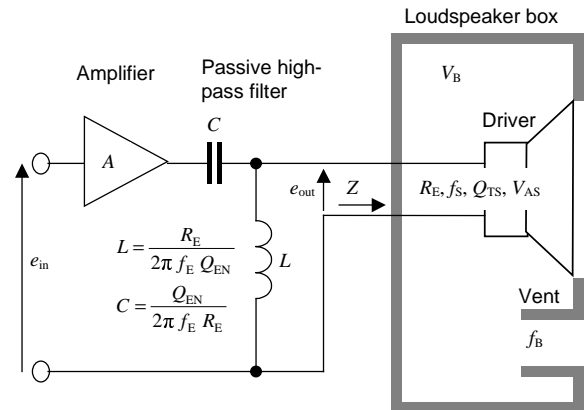 Loudspeaker box
Amplifier
Passive high-
pass filter
V_B
C
Driver
A
e_out
Z
R_E, f_S, Q_TS, V_AS
e_in
L = R_E / (2π f_E Q_EN)
L
C = Q_EN / (2π f_E R_E)
Vent
f_B